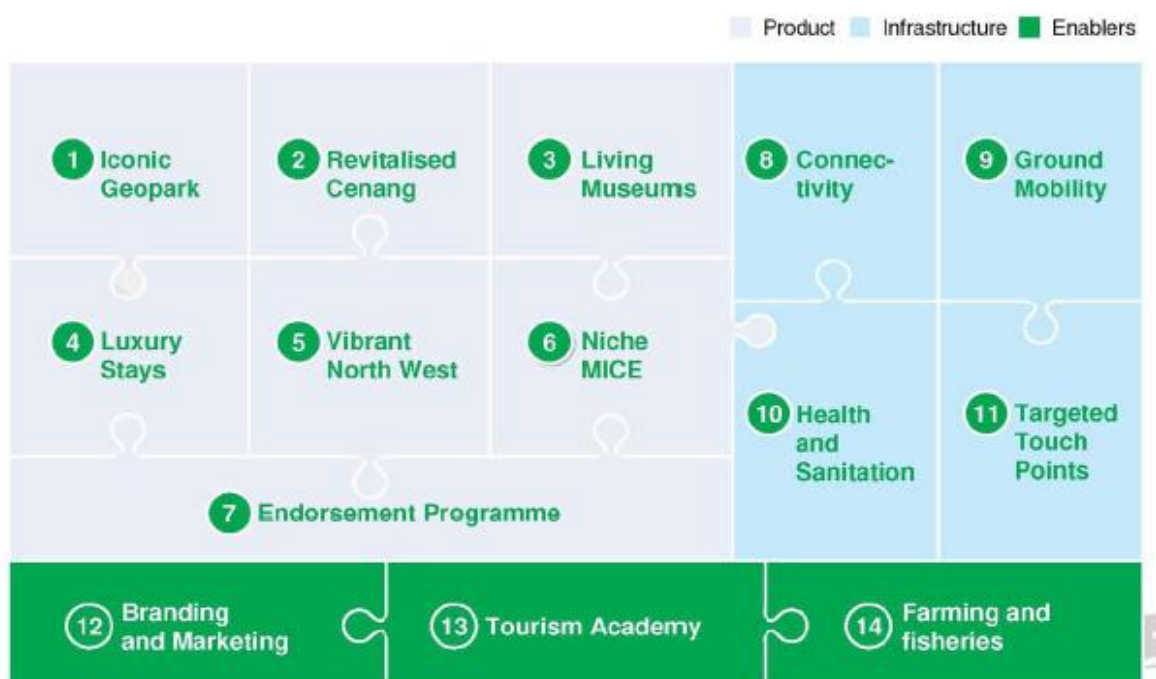 Product Infrastructure Enablers
1 Iconic
Geopark
2 Revitalised
Cenang
3 Living
Museums
8 Connec-
tivity
9 Ground
Mobility
4 Luxury
Stays
5 Vibrant
North West
6 Niche
MICE
10 Health
and
Sanitation
11 Targeted
Touch
Points
7 Endorsement Programme
12 Branding
and Marketing
13 Tourism Academy
14 Farming and
fisheries